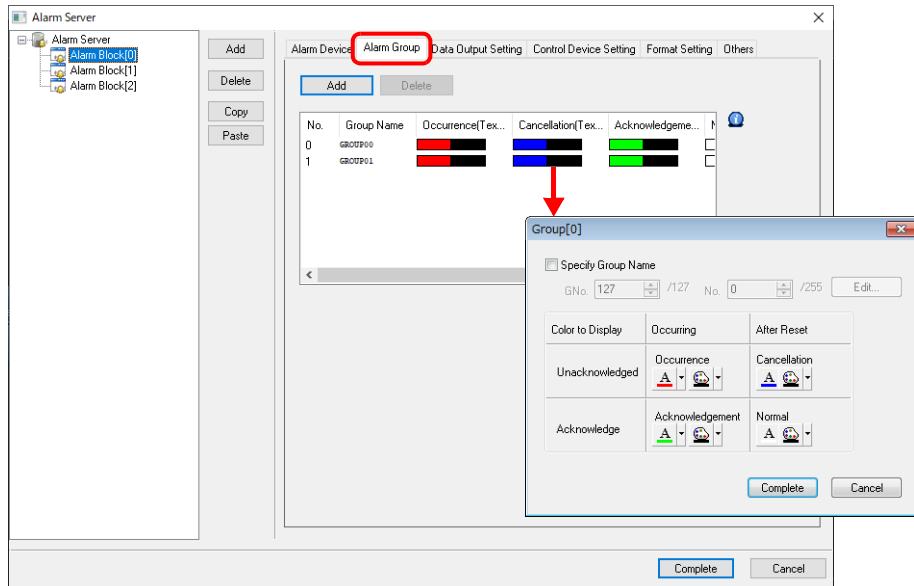 Alarm Server
Alarm Server
Alarm Block[0]
Alarm Block[1]
Alarm Block[2]
Add
Delete
Copy
Paste
Alarm Device Alarm Group Data Output Setting Control Device Setting Format Setting Others
Add Delete
No. Group Name Occurrence(Tex... Cancellation(Tex... Acknowledgeme... N
0 GROUP00
1 GROUP01
Group[0]
Specify Group Name
GNo. 127 /127 No. 0 /255 Edit...
Color to Display Occurring After Reset
Unacknowledged Occurrence Cancellation
A A
Acknowledge Acknowledgement Normal
A A
Complete Cancel
Complete Cancel